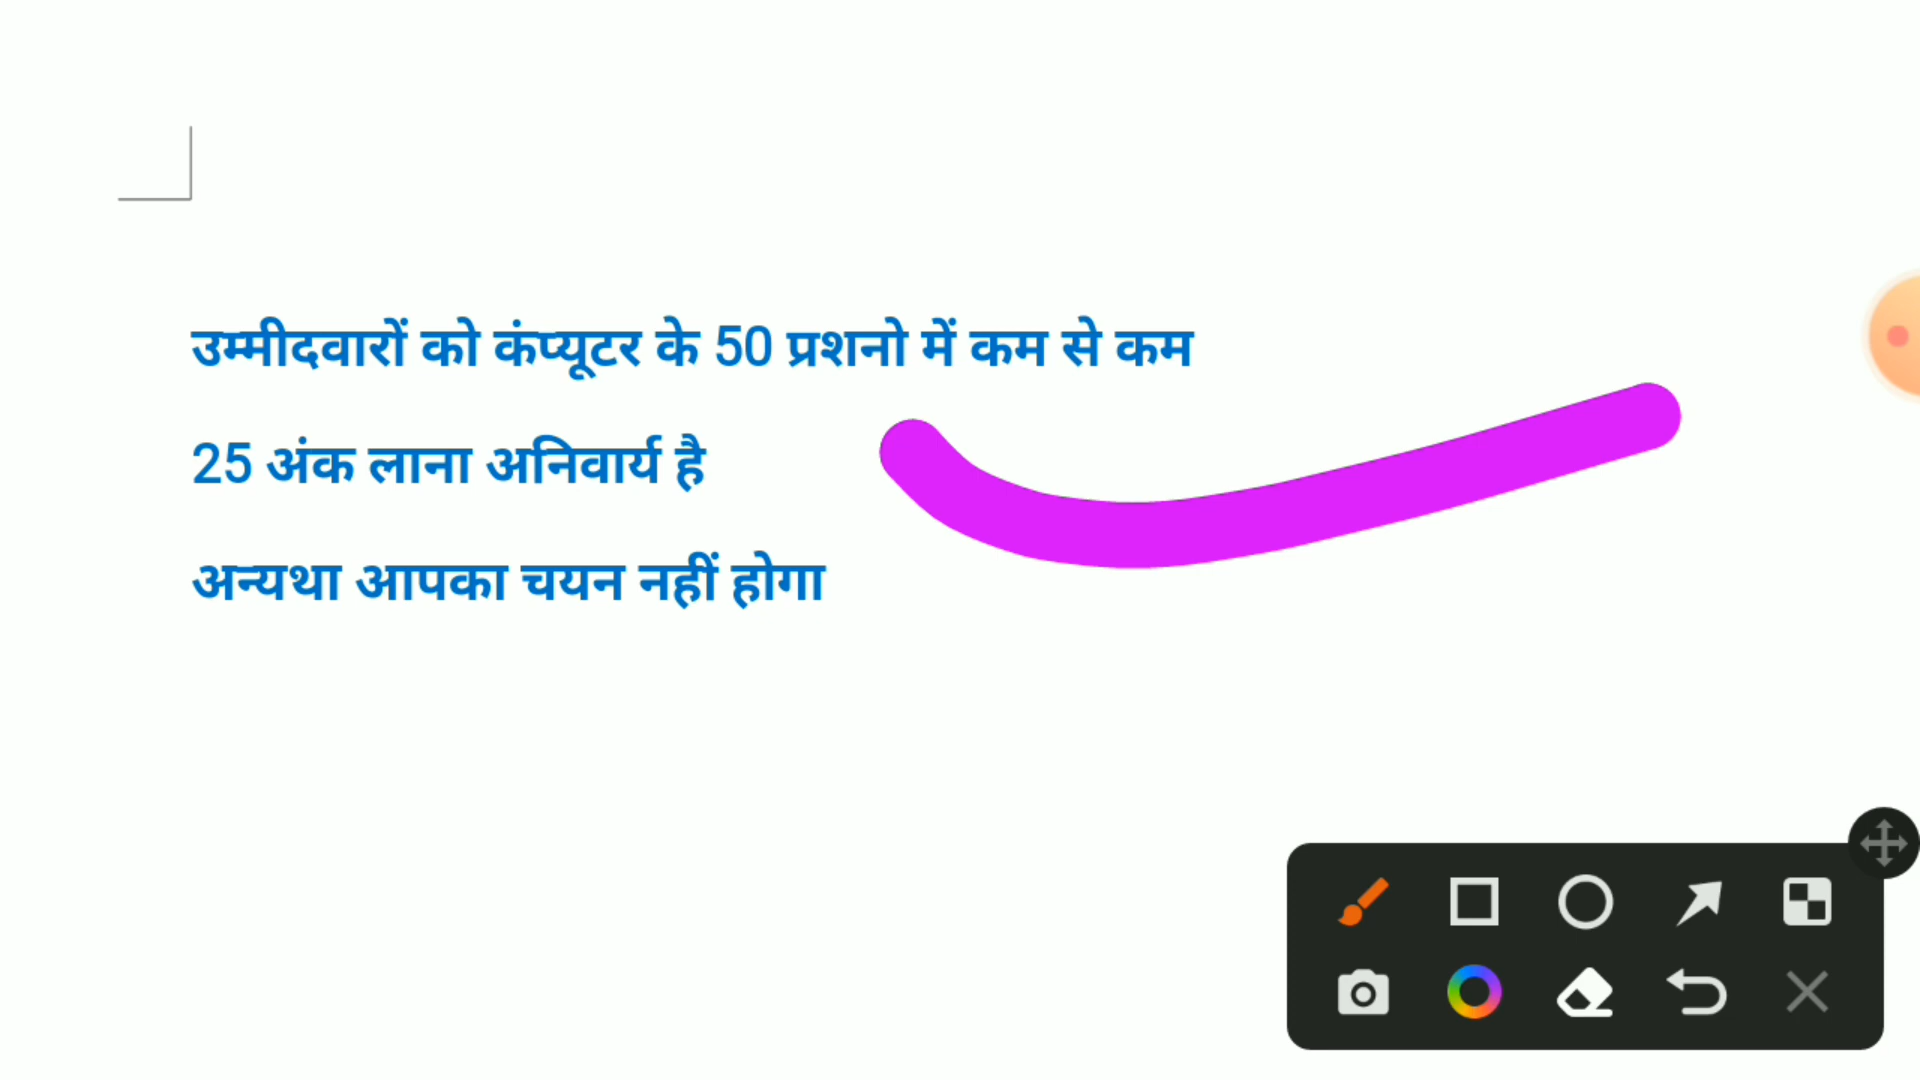 उम्मीदवारों को कंप्यूटर के 50 प्रशनो में कम से कम
25 अंक लाना अनिवार्य है
अन्यथा आपका चयन नहीं होगा